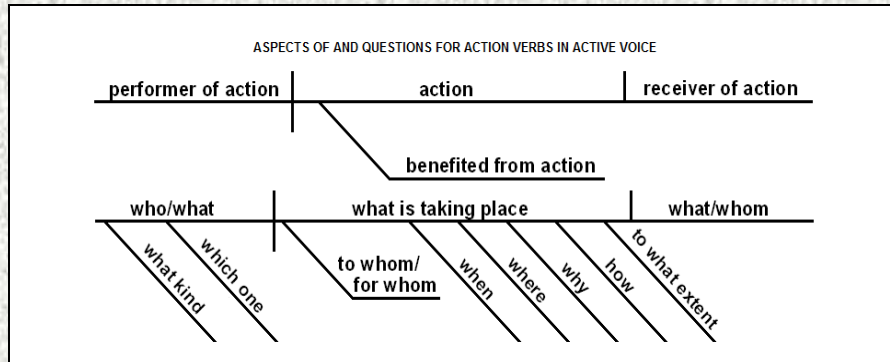 ASPECTS OF AND QUESTIONS FOR ACTION VERBS IN ACTIVE VOICE
performer of action action receiver of action
benefited from action
who/what what is taking place what/whom
what kind
which one
to whom/
for whom
when
where
why
how
to what extent